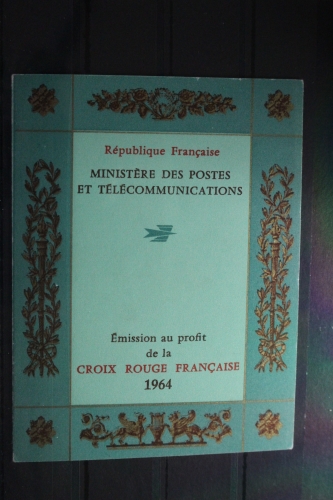 République Française
MINISTÈRE DES POSTES
ET TÉLÉCOMMUNICATIONS
Émission au profit
de la
CROIX ROUGE FRANÇAISE
1964